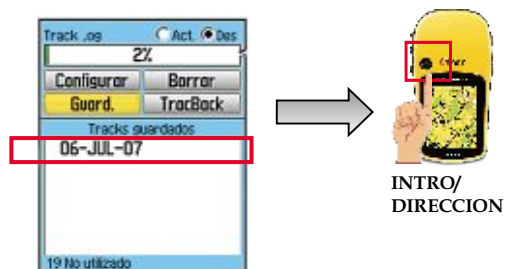 Track Log
Act. Des
2%
Configurar Borrar
Guard. TracBack
Tracks guardados
06-JUL-07
19 No utilizado
INTRO/
DIRECCION